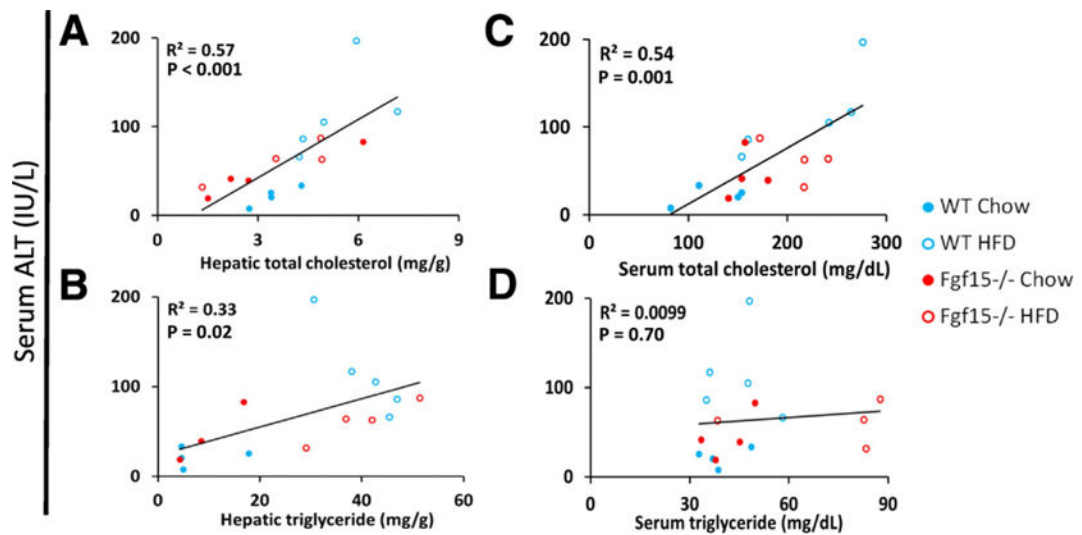 Serum ALT (IU/L)
A
R² = 0.57
P < 0.001
200
100
0
0 3 6 9
Hepatic total cholesterol (mg/g)
B
R² = 0.33
P = 0.02
200
100
0
0 20 40 60
Hepatic triglyceride (mg/g)
C
R² = 0.54
P = 0.001
200
100
0
0 100 200 300
Serum total cholesterol (mg/dL)
D
R² = 0.0099
P = 0.70
200
100
0
0 30 60 90
Serum triglyceride (mg/dL)
WT Chow
WT HFD
Fgf15-/- Chow
Fgf15-/- HFD